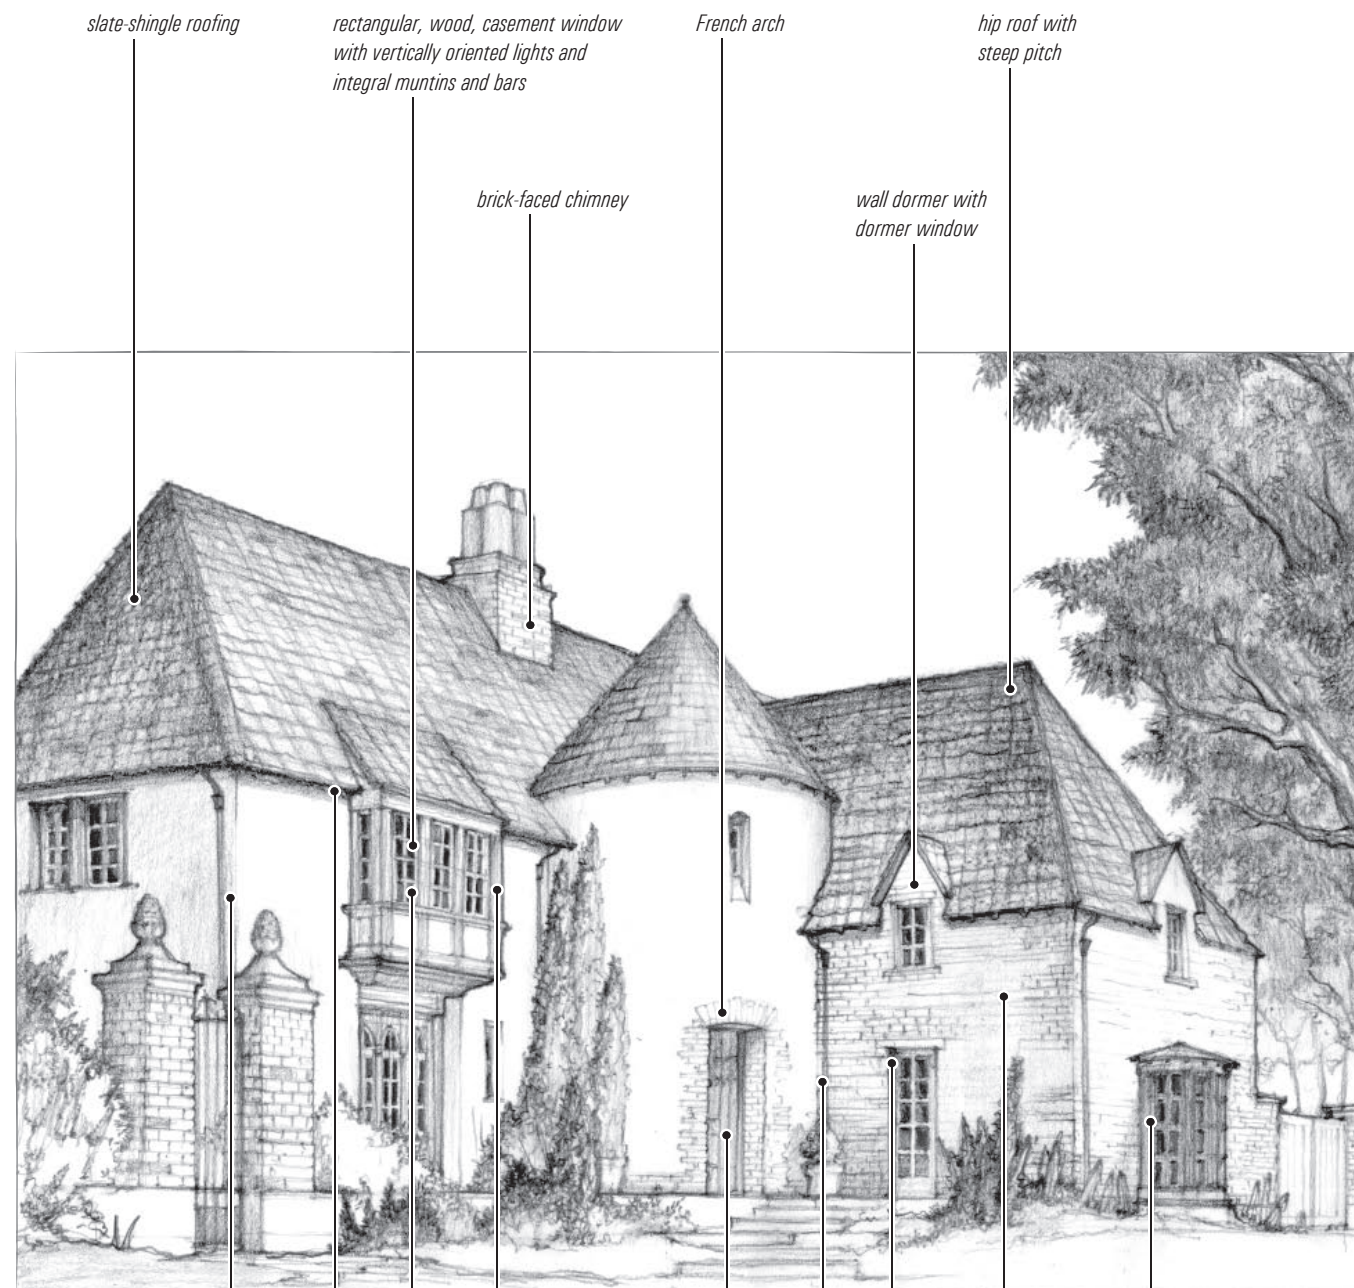 slate-shingle roofing
rectangular, wood, casement window
with vertically oriented lights and
integral muntins and bars
French arch
hip roof with
steep pitch
brick-faced chimney
wall dormer with
dormer window